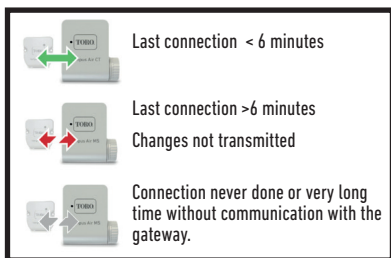 TORO
Last connection < 6 minutes
TORO
Last connection >6 minutes
Changes not transmitted
TORO
Connection never done or very long
time without communication with the
gateway.